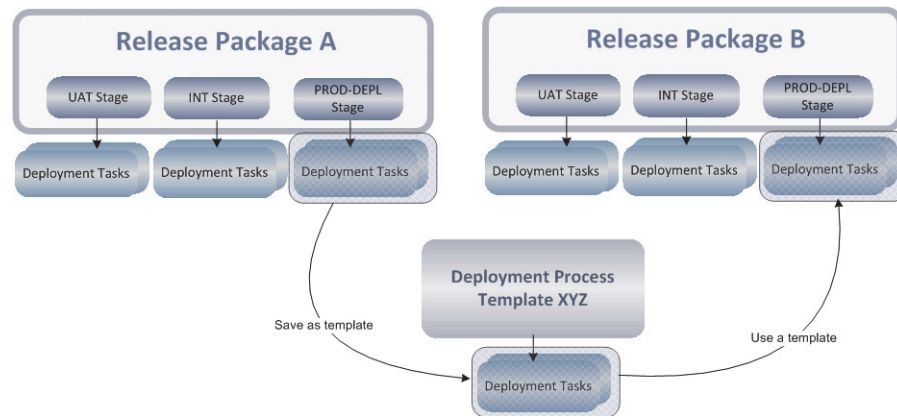 Release Package A
UAT Stage
INT Stage
PROD-DEPL
Stage
Deployment Tasks
Deployment Tasks
Deployment Tasks
Release Package B
UAT Stage
INT Stage
PROD-DEPL
Stage
Deployment Tasks
Deployment Tasks
Deployment Tasks
Deployment Process
Template XYZ
Save as template
Use a template
Deployment Tasks